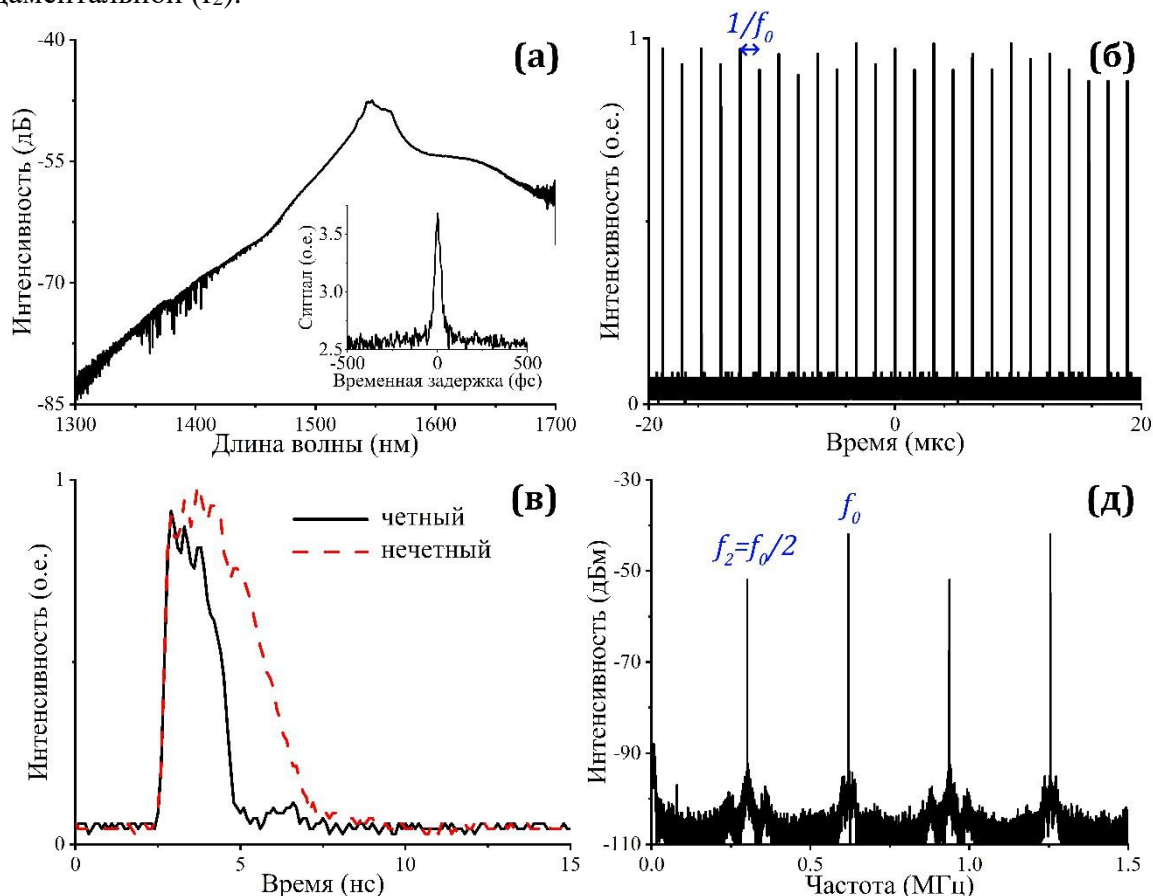 даментальной (f₂).
(а)
Интенсивность (дБ)
-40
-55
-70
-85
1300
1400
1500
1600
1700
Длина волны (нм)
Сигнал (о.е.)
3.5
3.0
2.5
-500
0
500
Временная задержка (фс)
(б)
1/f₀
Интенсивность (о.е.)
1
0
-20
0
20
Время (мкс)
(в)
четный
нечетный
Интенсивность (о.е.)
1
0
0
5
10
15
Время (нс)
(д)
f₀
f₂=f₀/2
Интенсивность (дБм)
-30
-50
-70
-90
-110
0.0
0.5
1.0
1.5
Частота (МГц)